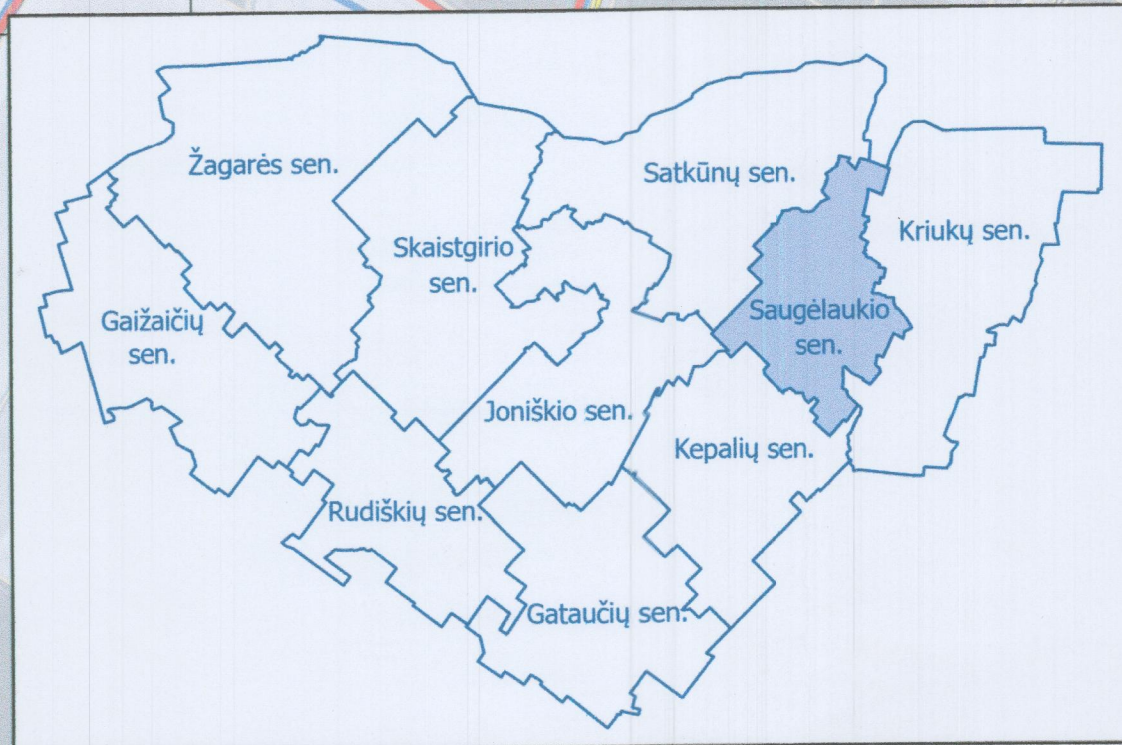 Žagarės sen.
Satkūnų sen.
Skaistgirio
sen.
Kriukų sen.
Gaižaičių
sen.
Saugėlaukio
sen.
Joniškio sen.
Kepalių sen.
Rudiškių sen.
Gataučių sen.